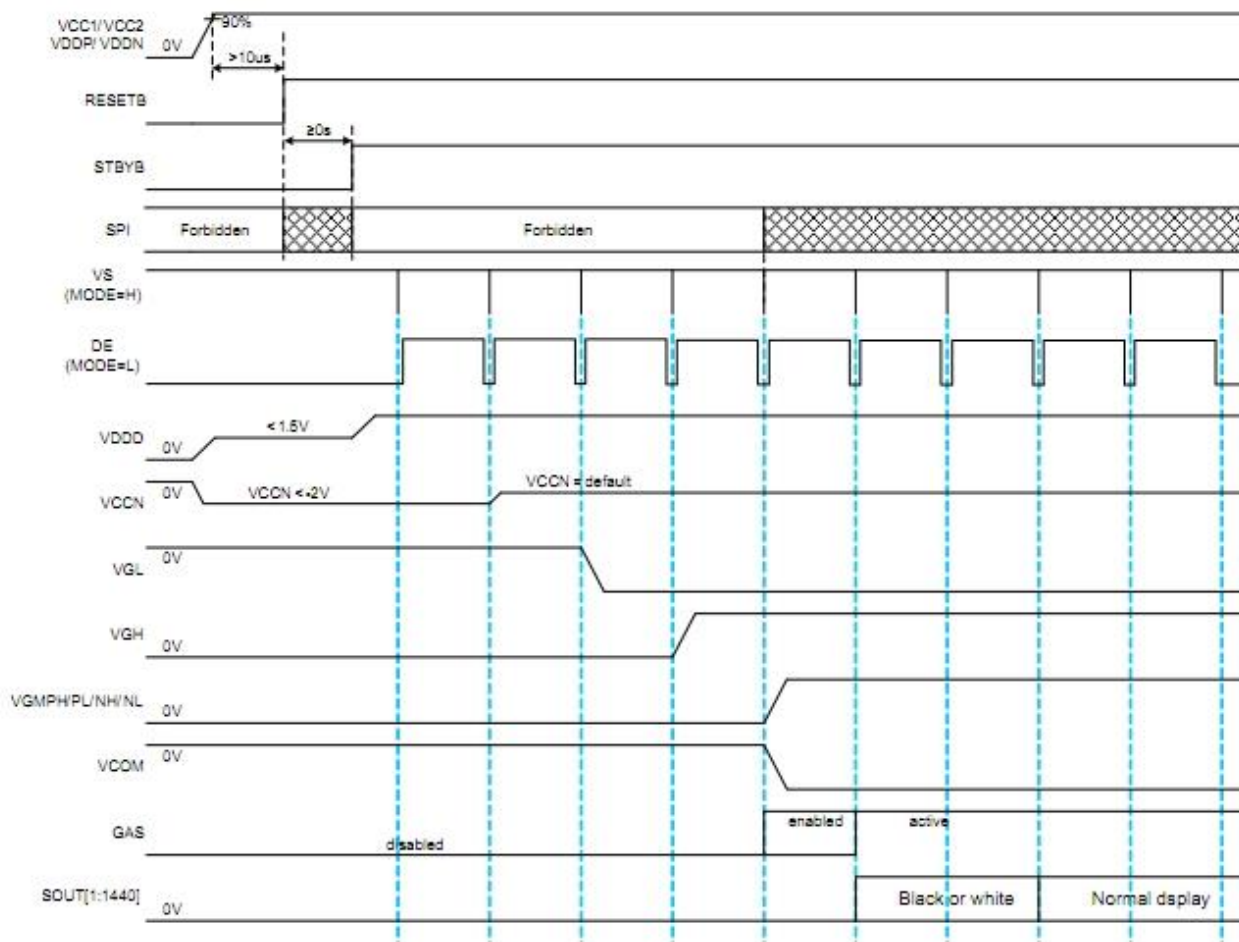 VCC1/VCC2
VDDP/ VDDN
0V
90%
>10us
RESETB
≥0s
STBYB
SPI
Forbidden
Forbidden
VS
(MODE=H)
DE
(MODE=L)
VDDD
0V
<1.5V
VCCN
0V
VCCN <-2V
VCCN = default
VGL
0V
VGH
0V
VGMPH/PL/NH/NL
0V
VCOM
0V
GAS
disabled
enabled
active
SOUT[1:1440]
0V
Black or white
Normal dsplay